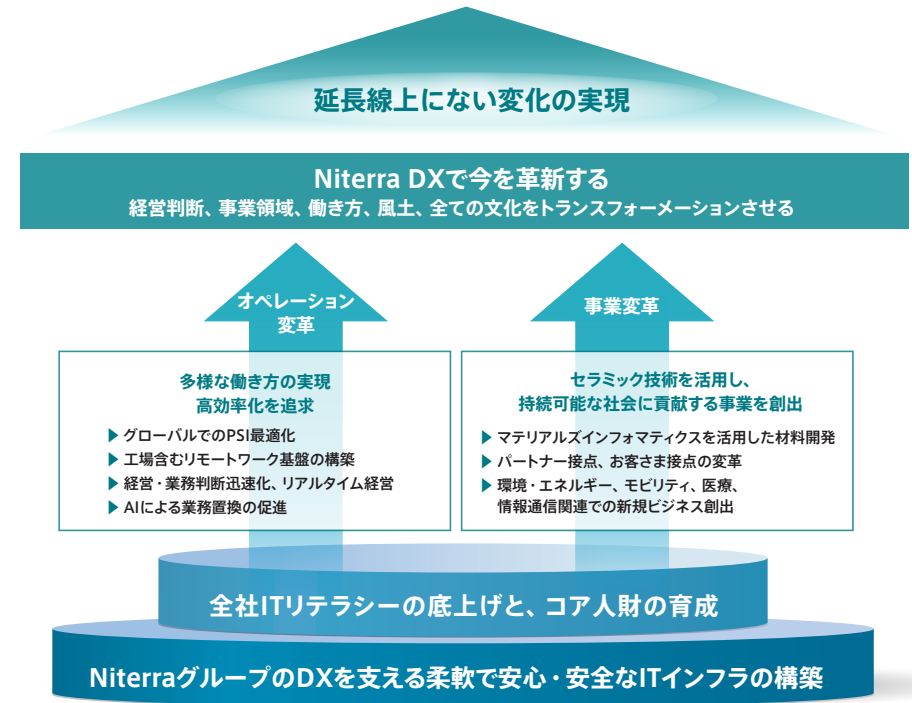 延長線上にない変化の実現
Niterra DXで今を革新する
経営判断、事業領域、働き方、風土、全ての文化をトランスフォーメーションさせる
オペレーション
変革
事業変革
多様な働き方の実現
高効率化を追求
▶ グローバルでのPSI最適化
▶ 工場含むリモートワーク基盤の構築
▶ 経営・業務判断迅速化、リアルタイム経営
▶ AIによる業務置換の促進
セラミック技術を活用し、
持続可能な社会に貢献する事業を創出
▶ マテリアルズインフォマティクスを活用した材料開発
▶ パートナー接点、お客さま接点の変革
▶ 環境・エネルギー、モビリティ、医療、
情報通信関連での新規ビジネス創出
全社ITリテラシーの底上げと、コア人財の育成
NiterraグループのDXを支える柔軟で安心・安全なITインフラの構築